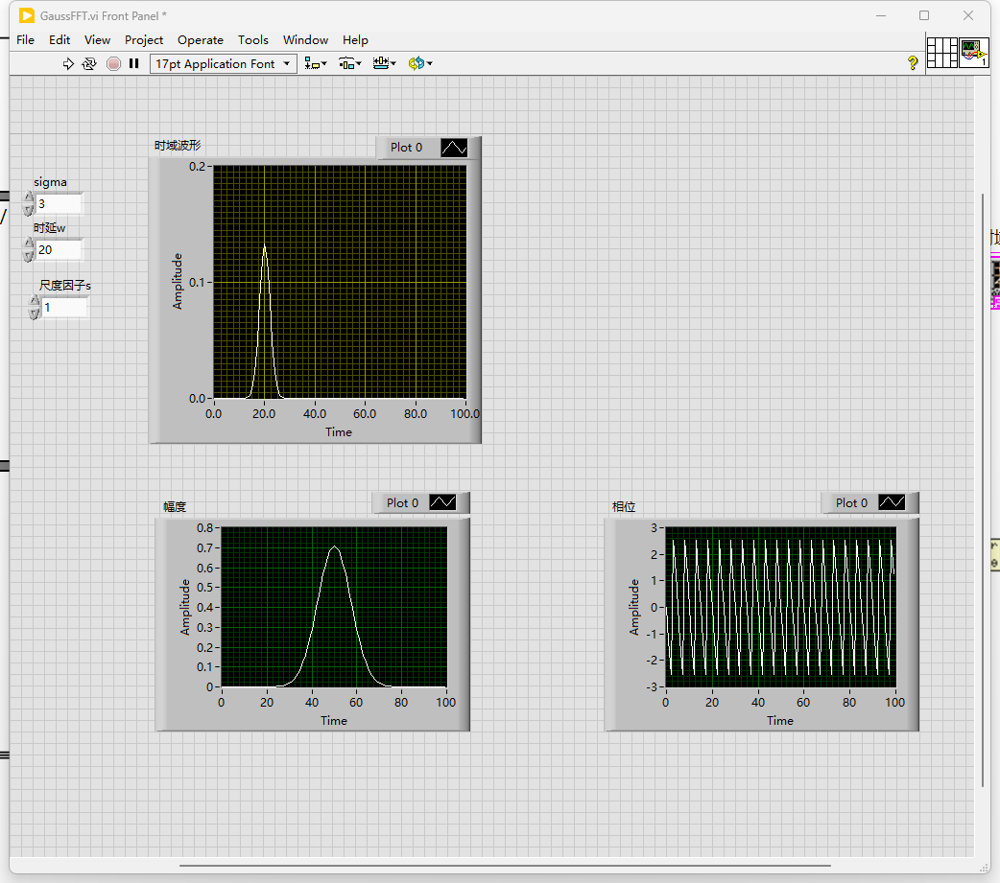 GaussFFT.vi Front Panel *
File Edit View Project Operate Tools Window Help
17pt Application Font
?
1
时域波形
Plot 0
sigma
3
时延w
20
尺度因子s
1
0.2
0.1
0.0
Amplitude
0.0 20.0 40.0 60.0 80.0 100.0
Time
幅度
Plot 0
0.8
0.7
0.6
0.5
0.4
0.3
0.2
0.1
0
Amplitude
0 20 40 60 80 100
Time
相位
Plot 0
3
2
1
0
-1
-2
-3
Amplitude
0 20 40 60 80 100
Time